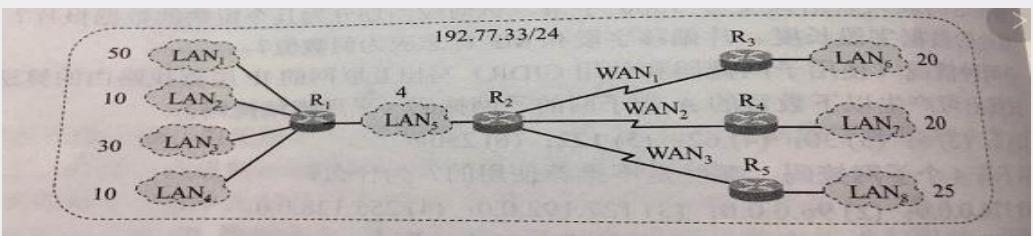 192.77.33/24
50 LAN₁
10 LAN₂
30 LAN₃
10 LAN₄
R₁
4
LAN₅
R₂
WAN₁
WAN₂
WAN₃
R₃
LAN₆ 20
R₄
LAN₇ 20
R₅
LAN₈ 25